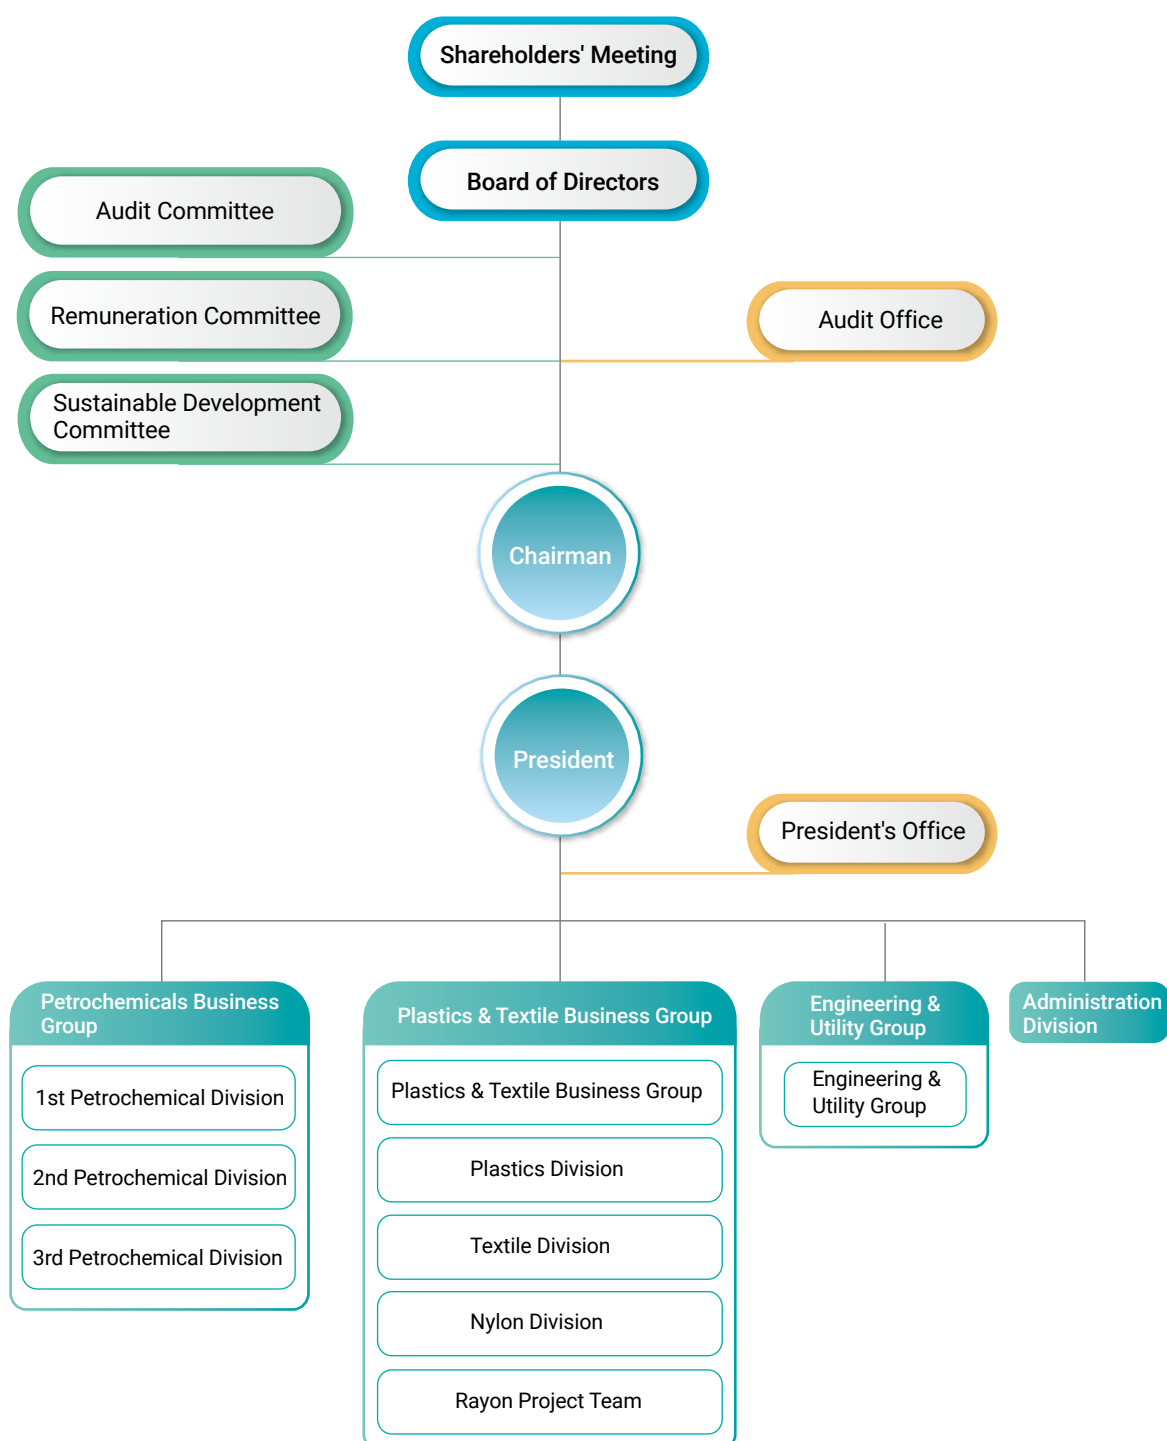 Shareholders' Meeting
Board of Directors
Audit Committee
Remuneration Committee
Audit Office
Sustainable Development
Committee
Chairman
President
President's Office
Petrochemicals Business
Group
1st Petrochemical Division
2nd Petrochemical Division
3rd Petrochemical Division
Plastics & Textile Business Group
Plastics & Textile Business Group
Plastics Division
Textile Division
Nylon Division
Rayon Project Team
Engineering &
Utility Group
Engineering &
Utility Group
Administration
Division